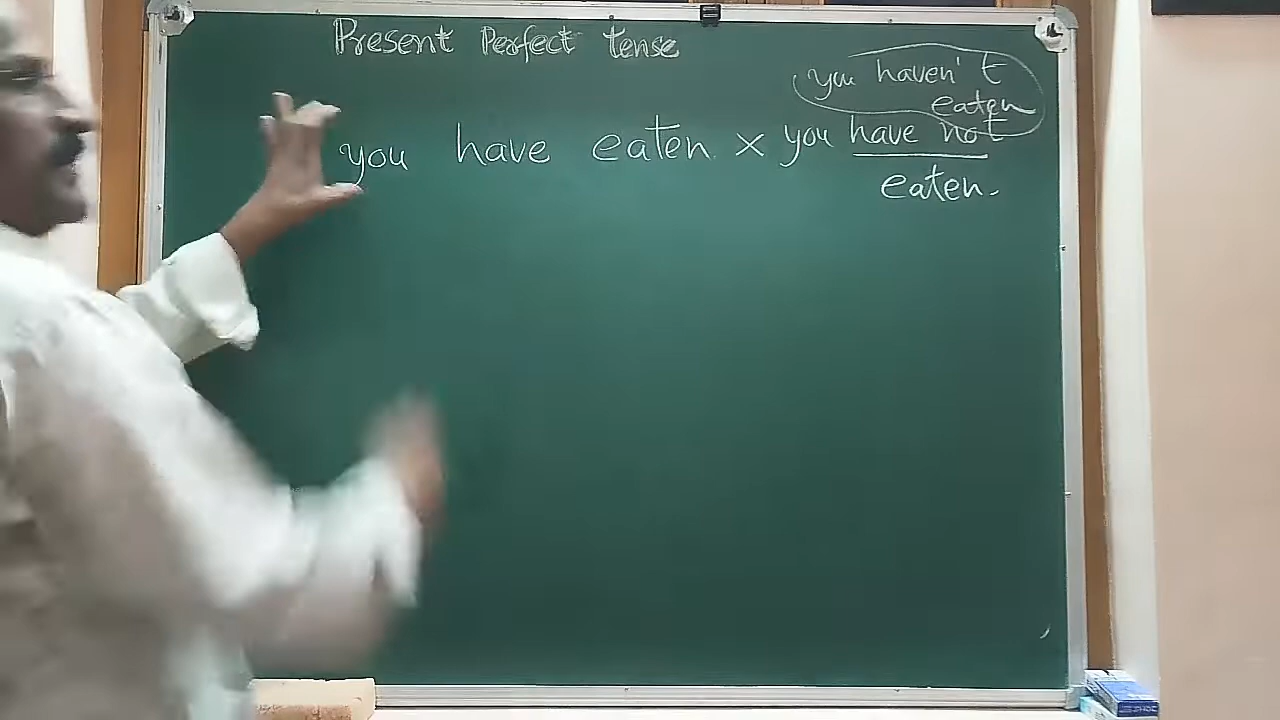 Present Perfect tense
you haven't
eaten
you have eaten. x you have not
eaten.